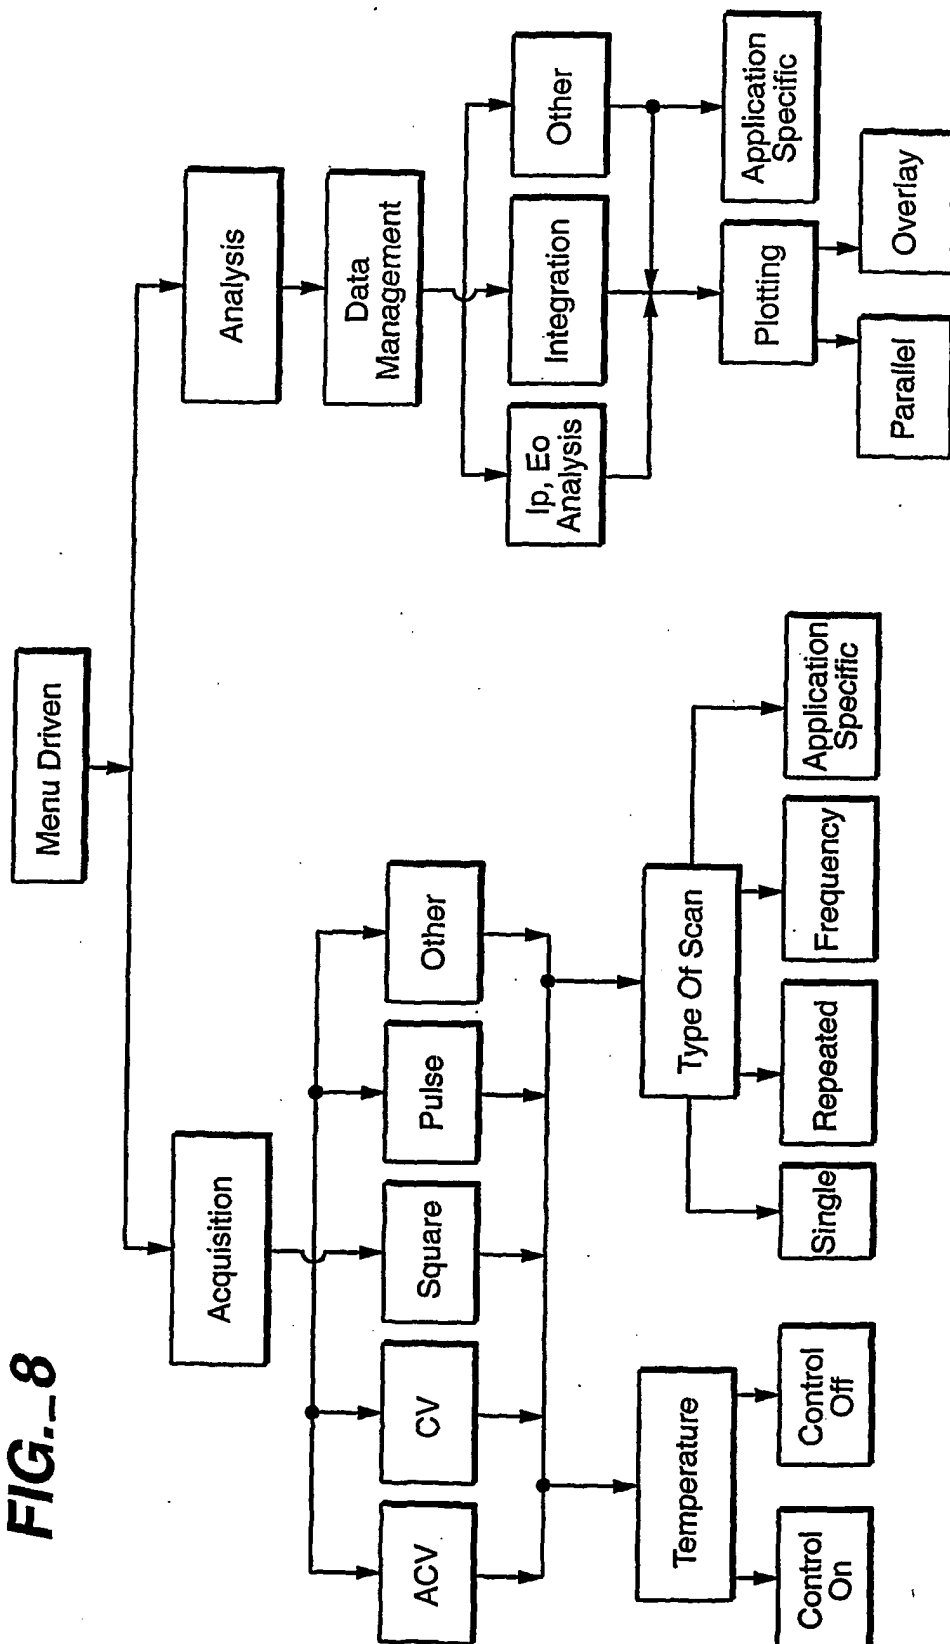 FIG._8
Menu Driven
Acquisition
Analysis
ACV
CV
Square
Pulse
Other
Data
Management
Ip, Eo
Analysis
Integration
Other
Temperature
Type Of Scan
Plotting
Application
Specific
Control
On
Control
Off
Single
Repeated
Frequency
Application
Specific
Parallel
Overlay